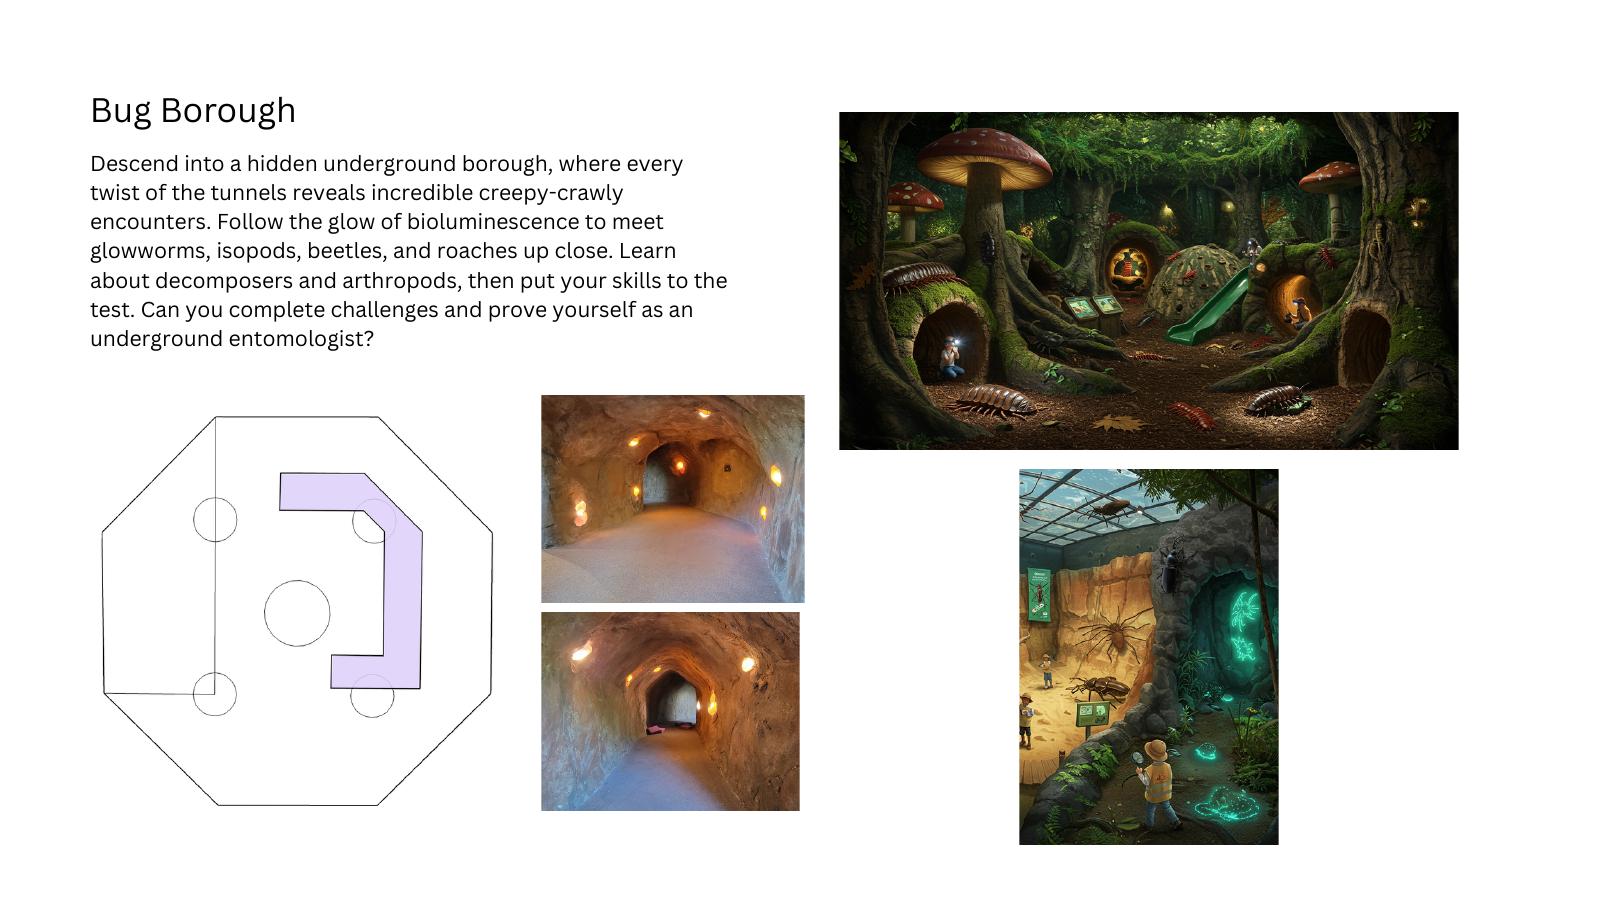 Bug Borough
Descend into a hidden underground borough, where every
twist of the tunnels reveals incredible creepy-crawly
encounters. Follow the glow of bioluminescence to meet
glowworms, isopods, beetles, and roaches up close. Learn
about decomposers and arthropods, then put your skills to the
test. Can you complete challenges and prove yourself as an
underground entomologist?